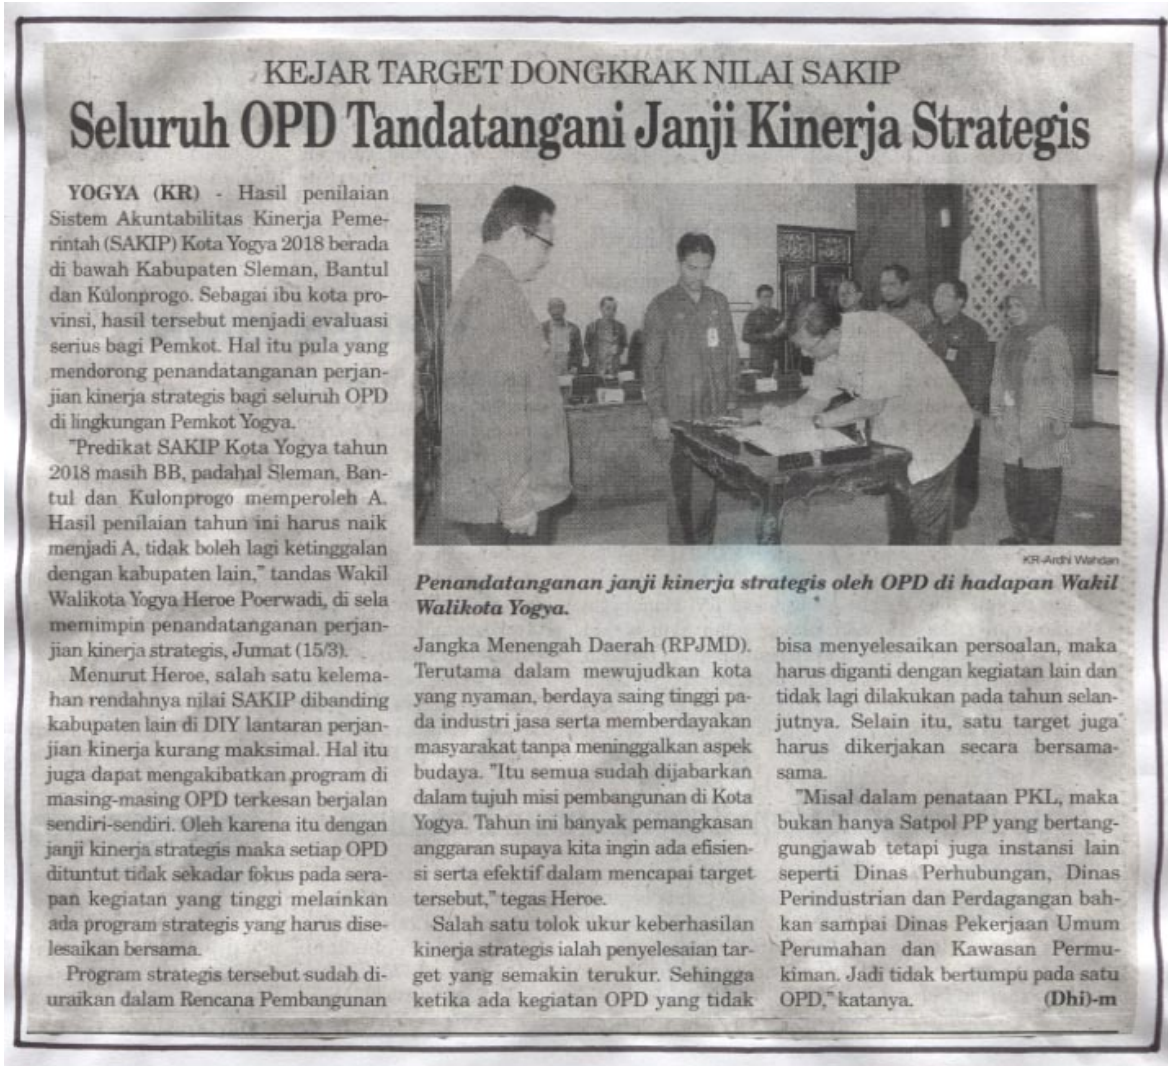 KEJAR TARGET DONGKRAK NILAI SAKIP
Seluruh OPD Tandatangani Janji Kinerja Strategis
YOGYA (KR) - Hasil penilaian
Sistem Akuntabilitas Kinerja Peme-
rintah (SAKIP) Kota Yogya 2018 berada
di bawah Kabupaten Sleman, Bantul
dan Kulonprogo. Sebagai ibu kota pro-
vinsi, hasil tersebut menjadi evaluasi
serius bagi Pemkot. Hal itu pula yang
mendorong penandatanganan perjan-
jian kinerja strategis bagi seluruh OPD
di lingkungan Pemkot Yogya.
"Predikat SAKIP Kota Yogya tahun
2018 masih BB, padahal Sleman, Ban-
tul dan Kulonprogo memperoleh A.
Hasil penilaian tahun ini harus naik
menjadi A, tidak boleh lagi ketinggalan
dengan kabupaten lain," tandas Wakil
Walikota Yogya Heroe Poerwadi, di sela
memimpin penandatanganan perjan-
jian kinerja strategis, Jumat (15/3).
Menurut Heroe, salah satu kelema-
han rendahnya nilai SAKIP dibanding
kabupaten lain di DIY lantaran perjan-
jian kinerja kurang maksimal. Hal itu
juga dapat mengakibatkan program di
masing-masing OPD terkesan berjalan
sendiri-sendiri. Oleh karena itu dengan
janji kinerja strategis maka setiap OPD
dituntut tidak sekadar fokus pada sera-
pan kegiatan yang tinggi melainkan
ada program strategis yang harus dise-
lesaikan bersama.
Program strategis tersebut sudah di-
uraikan dalam Rencana Pembangunan
KR-Ardhi Wahdan
Penandatanganan janji kinerja strategis oleh OPD di hadapan Wakil
Walikota Yogya.
Jangka Menengah Daerah (RPJMD).
Terutama dalam mewujudkan kota
yang nyaman, berdaya saing tinggi pa-
da industri jasa serta memberdayakan
masyarakat tanpa meninggalkan aspek
budaya. "Itu semua sudah dijabarkan
dalam tujuh misi pembangunan di Kota
Yogya. Tahun ini banyak pemangkasan
anggaran supaya kita ingin ada efisien-
si serta efektif dalam mencapai target
tersebut," tegas Heroe.
Salah satu tolok ukur keberhasilan
kinerja strategis ialah penyelesaian tar-
get yang semakin terukur. Sehingga
ketika ada kegiatan OPD yang tidak
bisa menyelesaikan persoalan, maka
harus diganti dengan kegiatan lain dan
tidak lagi dilakukan pada tahun selan-
jutnya. Selain itu, satu target juga
harus dikerjakan secara bersama-
sama.
"Misal dalam penataan PKL, maka
bukan hanya Satpol PP yang bertang-
gungjawab tetapi juga instansi lain
seperti Dinas Perhubungan, Dinas
Perindustrian dan Perdagangan bah-
kan sampai Dinas Pekerjaan Umum
Perumahan dan Kawasan Permu-
kiman. Jadi tidak bertumpu pada satu
OPD," katanya. (Dhi)-m